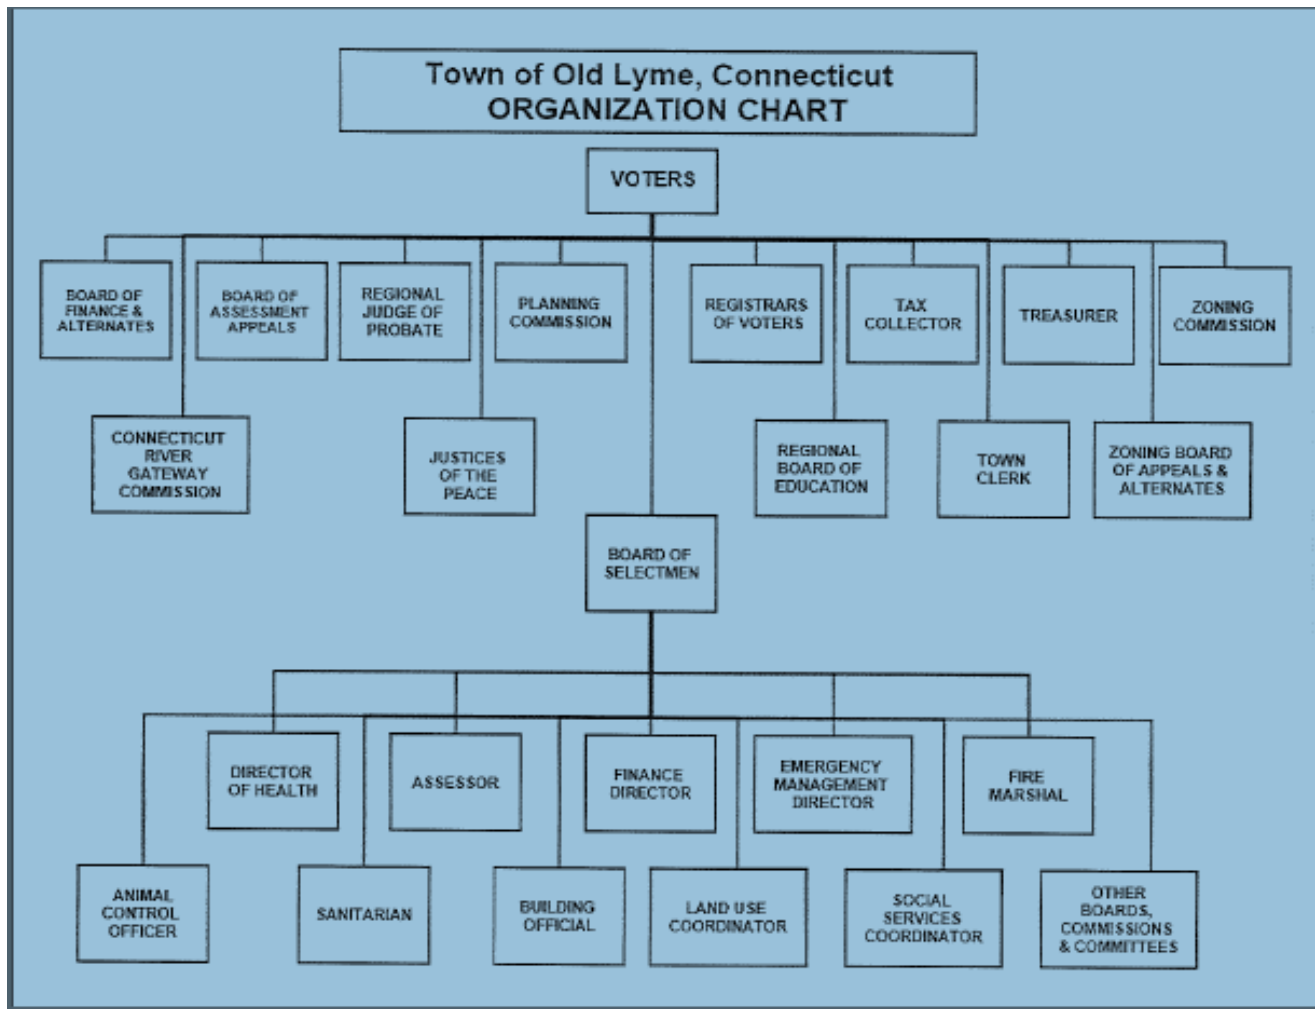 Town of Old Lyme, Connecticut
ORGANIZATION CHART
VOTERS
BOARD OF
FINANCE &
ALTERNATES
BOARD OF
ASSESSMENT
APPEALS
REGIONAL
JUDGE OF
PROBATE
PLANNING
COMMISSION
REGISTRARS
OF VOTERS
TAX
COLLECTOR
TREASURER
ZONING
COMMISSION
CONNECTICUT
RIVER
GATEWAY
COMMISSION
JUSTICES
OF THE
PEACE
REGIONAL
BOARD OF
EDUCATION
TOWN
CLERK
ZONING BOARD
OF APPEALS &
ALTERNATES
BOARD OF
SELECTMEN
DIRECTOR
OF HEALTH
ASSESSOR
FINANCE
DIRECTOR
EMERGENCY
MANAGEMENT
DIRECTOR
FIRE
MARSHAL
ANIMAL
CONTROL
OFFICER
SANITARIAN
BUILDING
OFFICIAL
LAND USE
COORDINATOR
SOCIAL
SERVICES
COORDINATOR
OTHER
BOARDS,
COMMISSIONS
& COMMITTEES